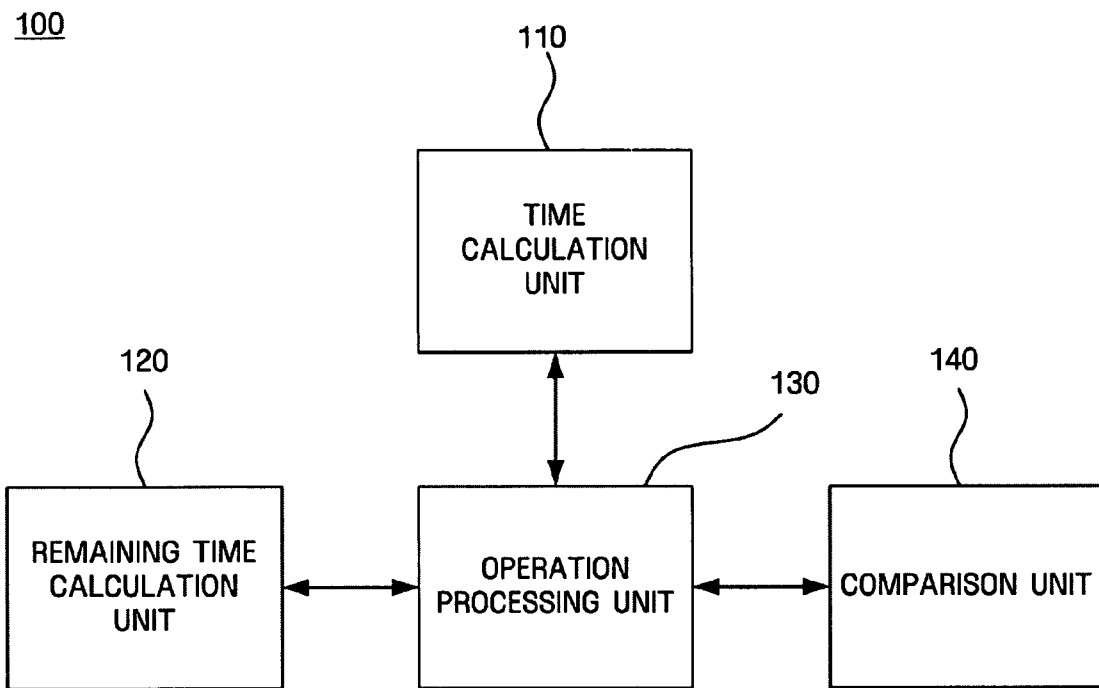 100
110
TIME
CALCULATION
UNIT
120
130
140
REMAINING TIME
CALCULATION
UNIT
OPERATION
PROCESSING UNIT
COMPARISON UNIT